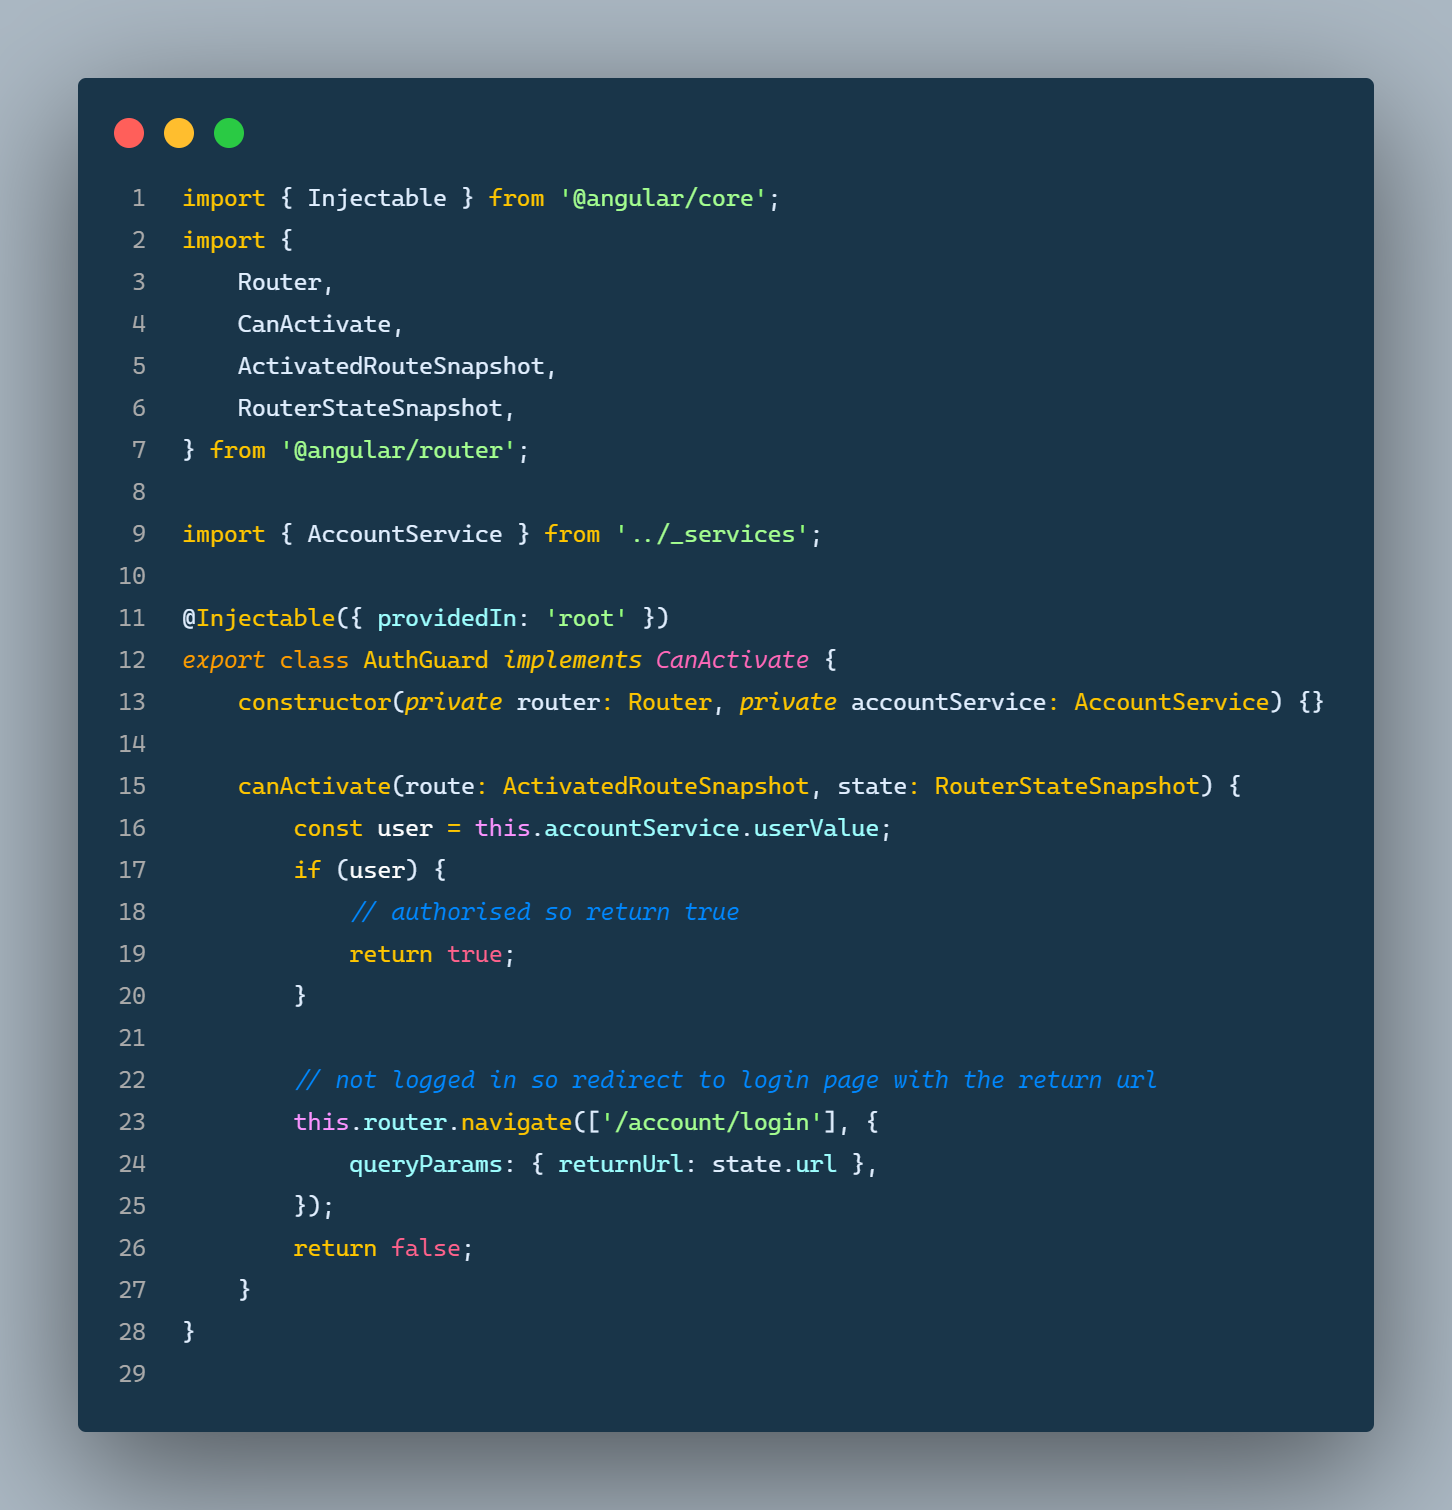 1 import { Injectable } from '@angular/core';
2 import {
3     Router,
4     CanActivate,
5     ActivatedRouteSnapshot,
6     RouterStateSnapshot,
7 } from '@angular/router';
8
9 import { AccountService } from '../_services';
10
11 @Injectable({ providedIn: 'root' })
12 export class AuthGuard implements CanActivate {
13     constructor(private router: Router, private accountService: AccountService) {}
14
15     canActivate(route: ActivatedRouteSnapshot, state: RouterStateSnapshot) {
16         const user = this.accountService.userValue;
17         if (user) {
18             // authorised so return true
19             return true;
20         }
21
22         // not logged in so redirect to login page with the return url
23         this.router.navigate(['/account/login'], {
24             queryParams: { returnUrl: state.url },
25         });
26         return false;
27     }
28 }
29